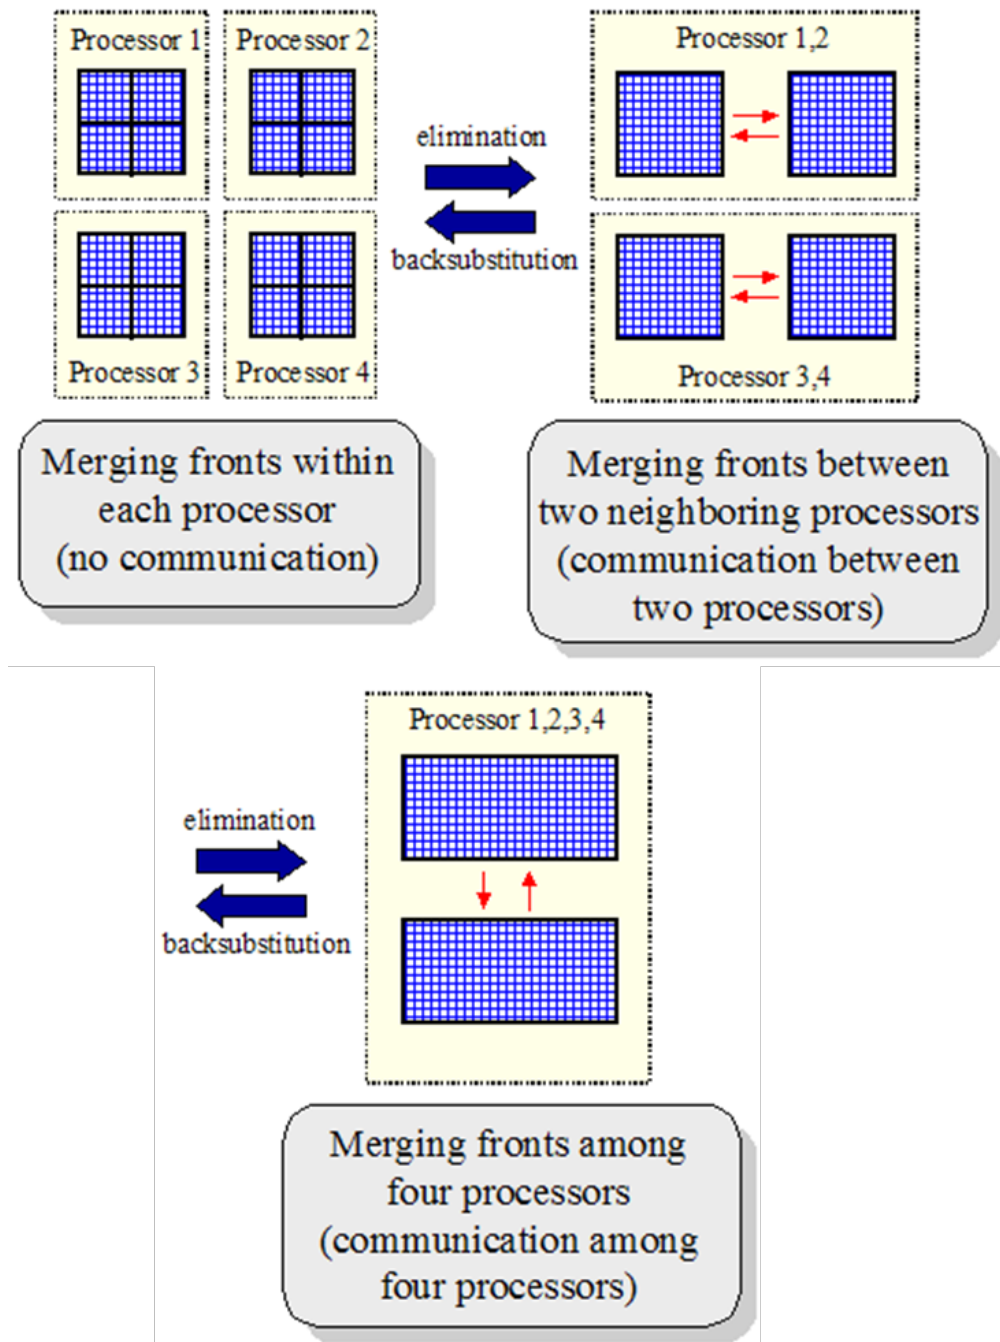 Processor 1
Processor 2
Processor 3
Processor 4
elimination
backsubstitution
Processor 1,2
Processor 3,4
Merging fronts within
each processor
(no communication)
Merging fronts between
two neighboring processors
(communication between
two processors)
elimination
backsubstitution
Processor 1,2,3,4
Merging fronts among
four processors
(communication among
four processors)